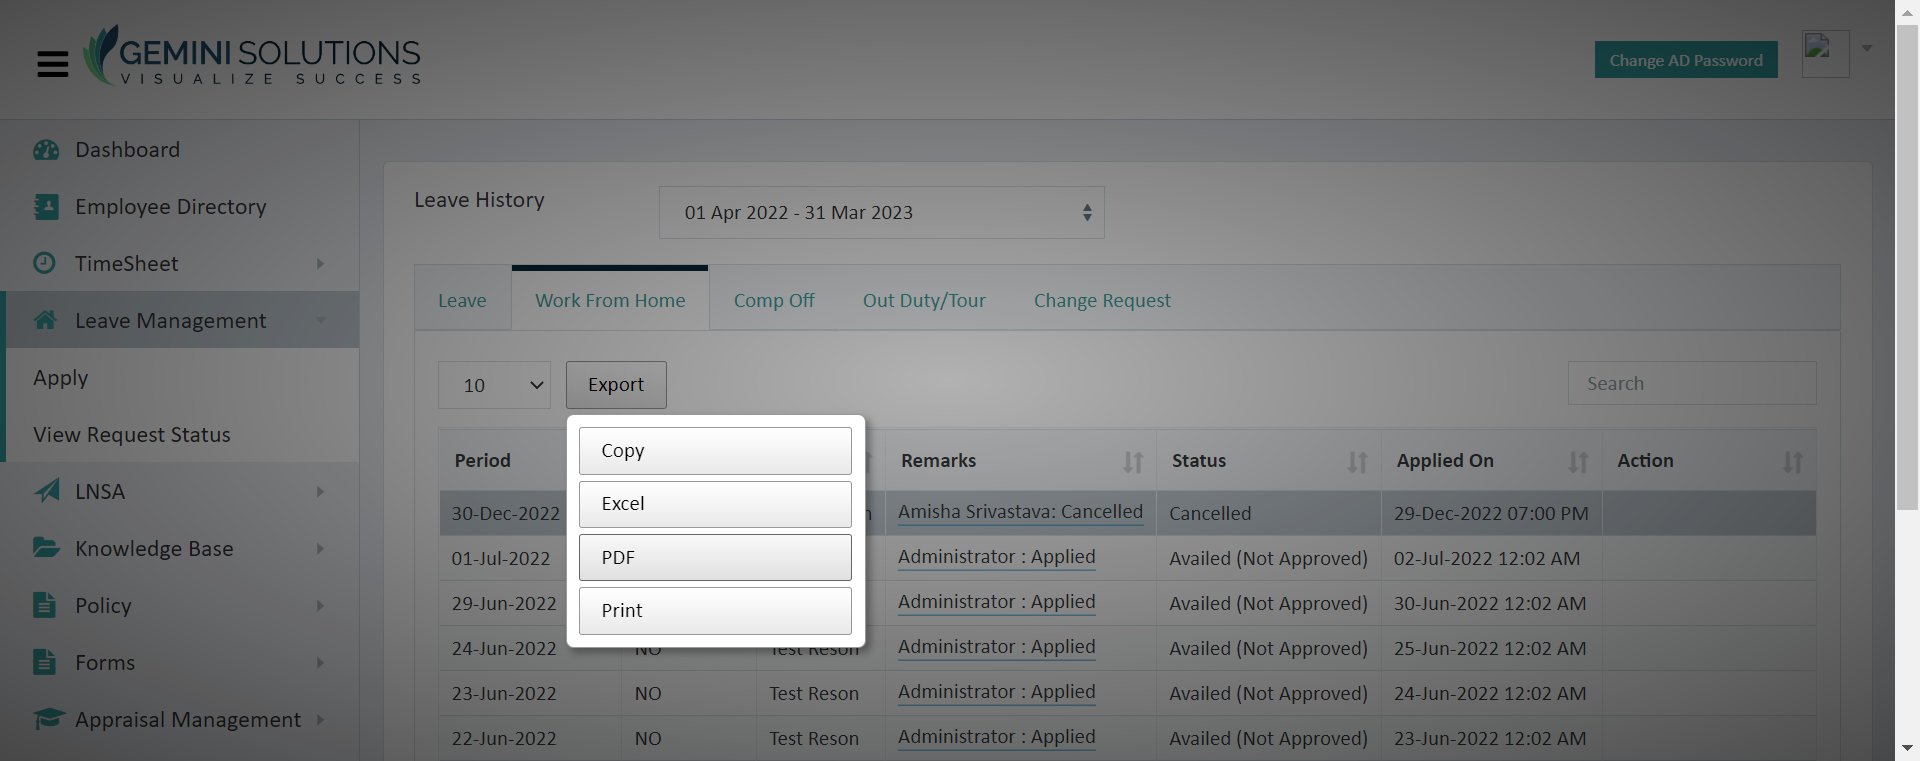 GEMINI SOLUTIONS
VISUALIZE SUCCESS
Change AD Password
Dashboard
Employee Directory
TimeSheet
Leave Management
Apply
View Request Status
LNSA
Knowledge Base
Policy
Forms
Appraisal Management
Leave History
01 Apr 2022 - 31 Mar 2023
Leave Work From Home Comp Off Out Duty/Tour Change Request
10 Export Search
Copy
Excel
PDF
Print
Period Remarks Status Applied On Action
30-Dec-2022 Amisha Srivastava: Cancelled Cancelled 29-Dec-2022 07:00 PM
01-Jul-2022 Administrator : Applied Availed (Not Approved) 02-Jul-2022 12:02 AM
29-Jun-2022 Administrator : Applied Availed (Not Approved) 30-Jun-2022 12:02 AM
24-Jun-2022 NO Test Reson Administrator : Applied Availed (Not Approved) 25-Jun-2022 12:02 AM
23-Jun-2022 NO Test Reson Administrator : Applied Availed (Not Approved) 24-Jun-2022 12:02 AM
22-Jun-2022 NO Test Reson Administrator : Applied Availed (Not Approved) 23-Jun-2022 12:02 AM